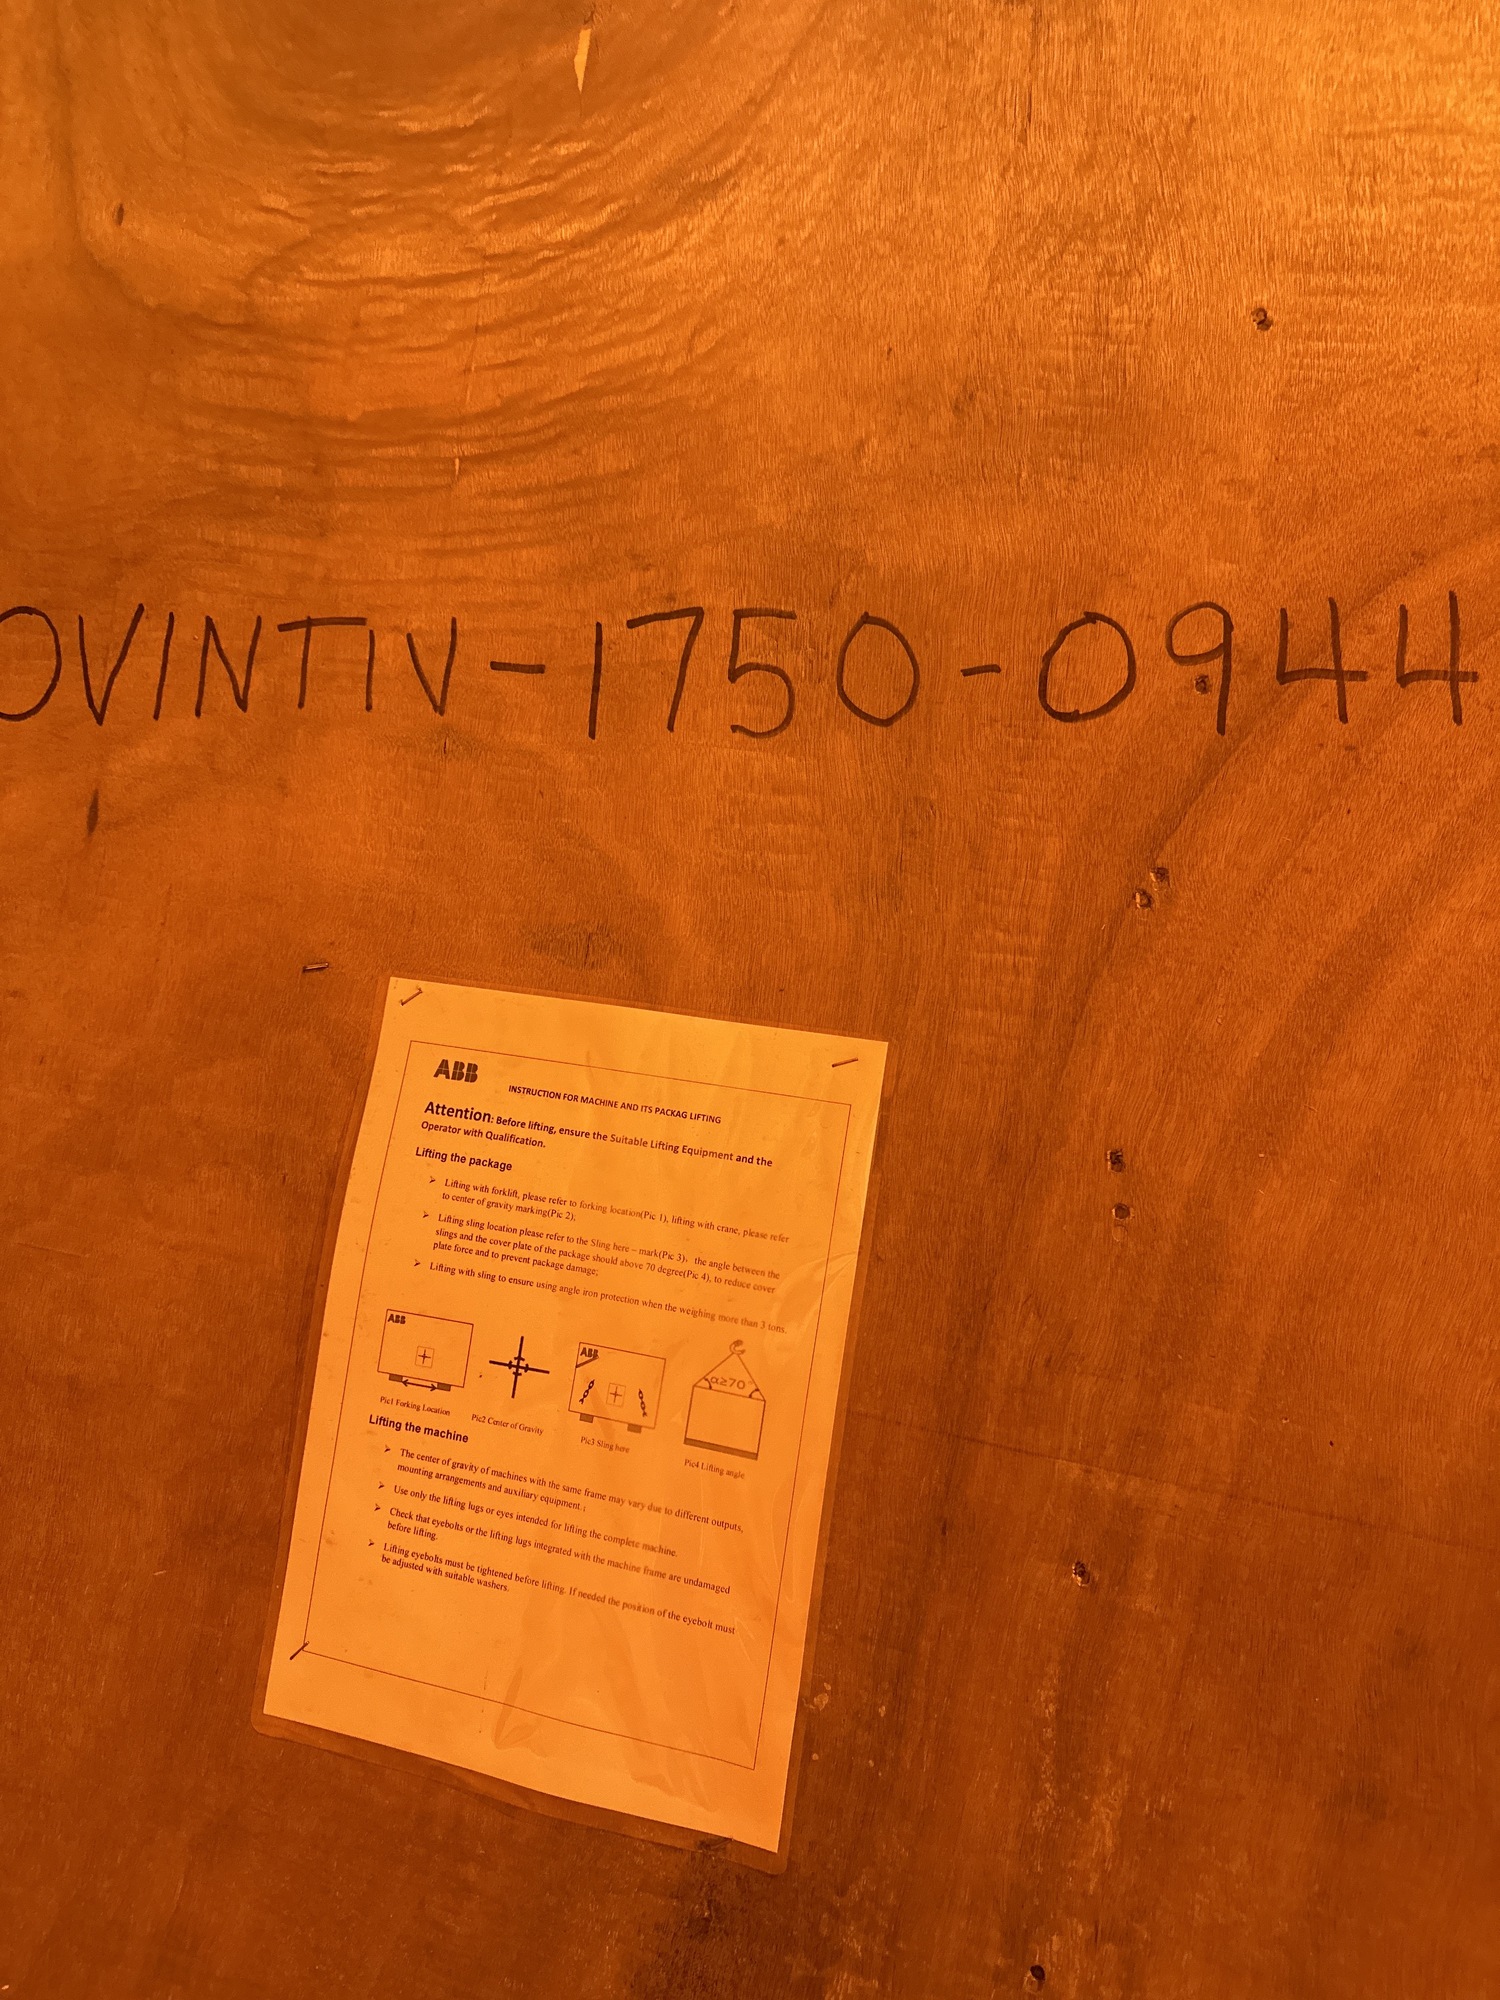 OVINTIV-1750-0944
ABB
INSTRUCTION FOR MACHINE AND ITS PACKAG LIFTING
Attention: Before lifting, ensure the Suitable Lifting Equipment and the
Operator with Qualification.
Lifting the package
➢ Lifting with forklift, please refer to forking location(Pic 1), lifting with crane, please refer
to center of gravity marking(Pic 2),
➢ Lifting sling location please refer to the Sling here – mark(Pic 3), the angle between the
slings and the cover plate of the package should above 70 degree(Pic 4), to reduce cover
plate force and to prevent package damage;
➢ Lifting with sling to ensure using angle iron protection when the weighing more than 3 tons.
ABB
ABB
α≥70°
Pic1 Forking Location
Pic2 Center of Gravity
Pic3 Sling here
Pic4 Lifting angle
Lifting the machine
➢ The center of gravity of machines with the same frame may vary due to different outputs,
mounting arrangements and auxiliary equipment.;
➢ Use only the lifting lugs or eyes intended for lifting the complete machine.
➢ Check that eyebolts or the lifting lugs integrated with the machine frame are undamaged
before lifting.
➢ Lifting eyebolts must be tightened before lifting. If needed the position of the eyebolt must
be adjusted with suitable washers.